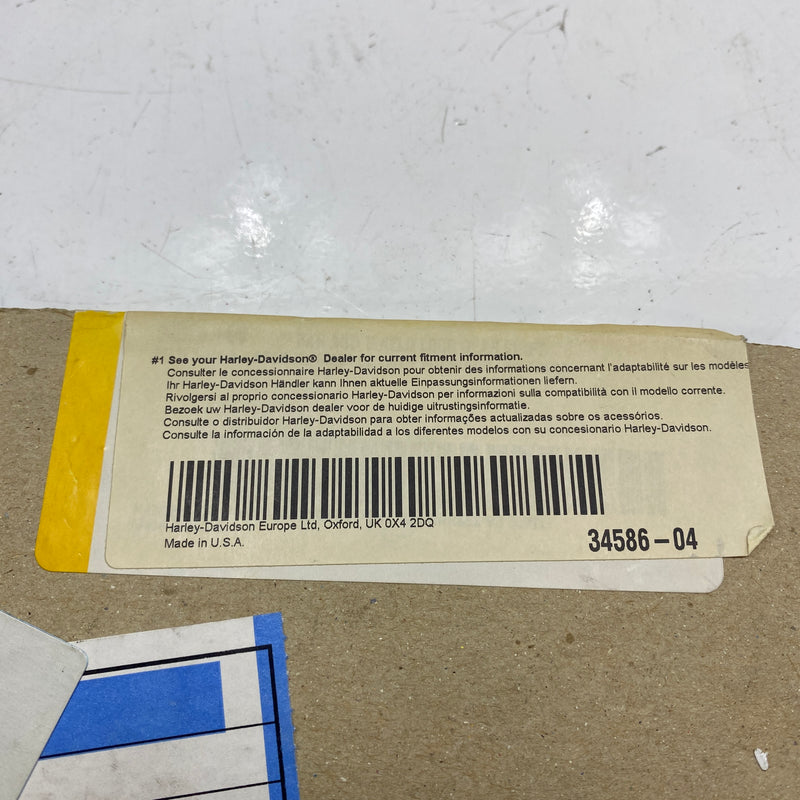 #1 See your Harley-Davidson® Dealer for current fitment information.
Consulter le concessionnaire Harley-Davidson pour obtenir des informations concernant l'adaptabilité sur les modèles
Ihr Harley-Davidson Händler kann Ihnen aktuelle Einpassungsinformationen liefern.
Rivolgersi al proprio concessionario Harley-Davidson per informazioni sulla compatibilità con il modello corrente.
Bezoek uw Harley-Davidson dealer voor de huidige uitrustingsinformatie.
Consulte o distribuidor Harley-Davidson para obter informações actualizadas sobre os acessórios.
Consulte la información de la adaptabilidad a los diferentes modelos con su concesionario Harley-Davidson.
Harley-Davidson Europe Ltd, Oxford, UK 0X4 2DQ
Made in U.S.A.
34586-04